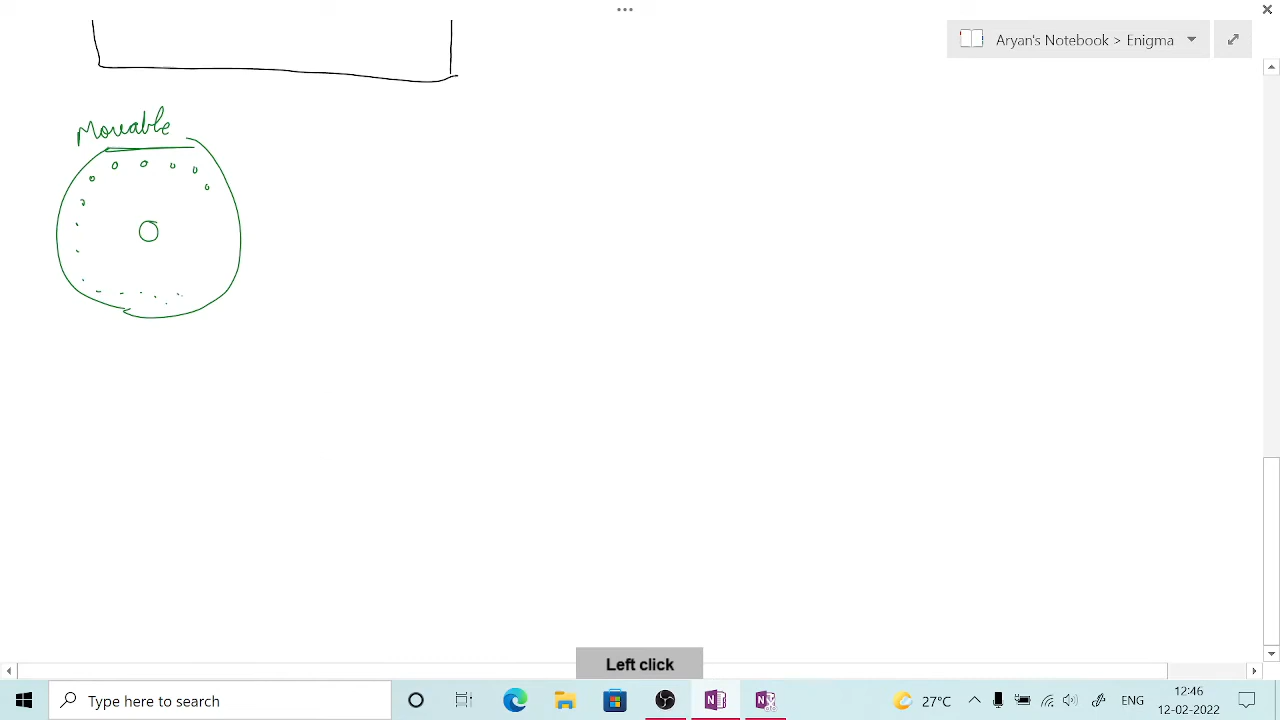 Aryan's Notebook > Enigma
Moveable
Left click
Type here to search
27°C
ENG
12:46
12-02-2022